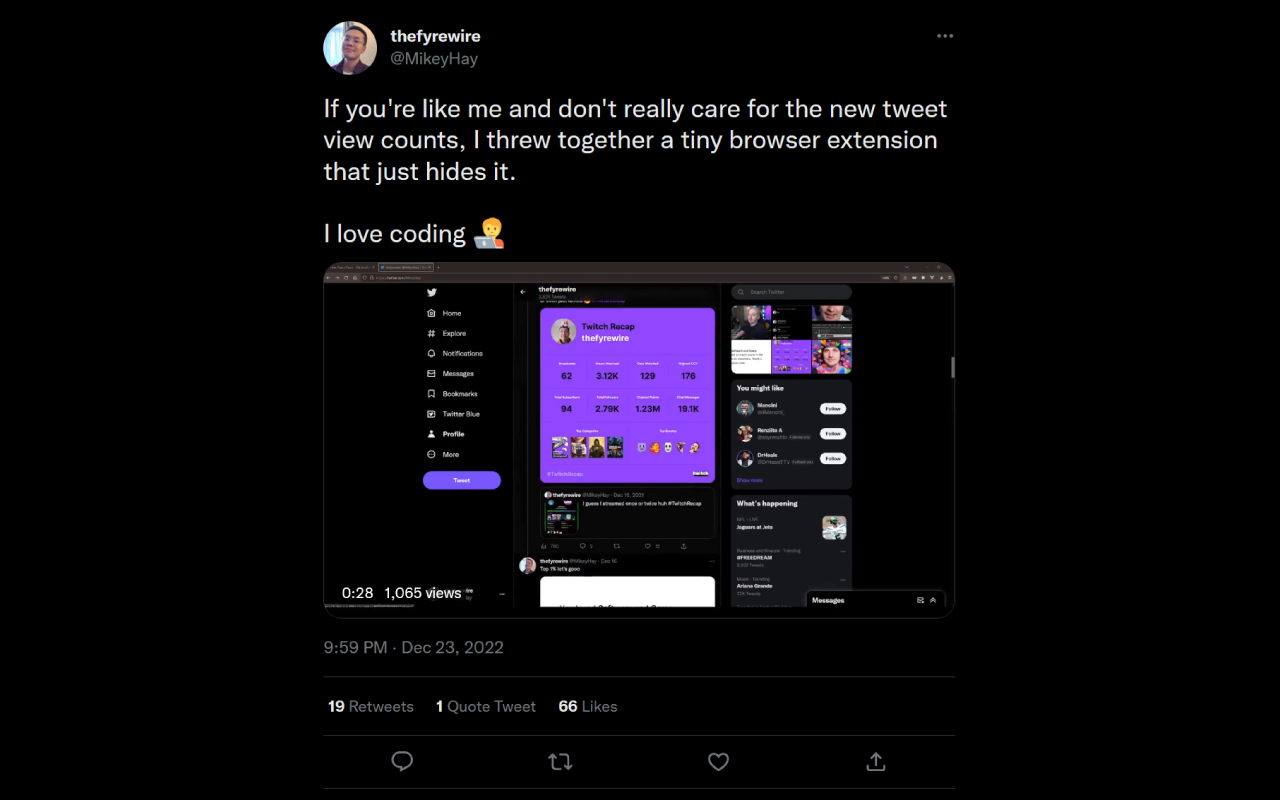 thefyrewire
@MikeyHay
If you're like me and don't really care for the new tweet
view counts, I threw together a tiny browser extension
that just hides it.
I love coding 🧑‍💻
thefyrewire
Search Twitter
Home
Explore
Notifications
Messages
Bookmarks
Twitter Blue
Profile
More
Tweet
Twitch Recap
thefyrewire
62 3.12K 129 176
94 2.79K 1.23M 19.1K
#TwitchRecap
thefyrewire @MikeyHay · Dec 16, 2021
I guess I streamed once or twice huh #TwitchRecap
thefyrewire @MikeyHay · Dec 16
Top 1% let's gooo
You might like
Mancini
Follow
Renzlito A
Follow
DrHeals
Follow
Show more
What's happening
Jaguars at Jets
#FREEDREAM
Ariana Grande
Messages
0:28 1,065 views
9:59 PM · Dec 23, 2022
19 Retweets 1 Quote Tweet 66 Likes